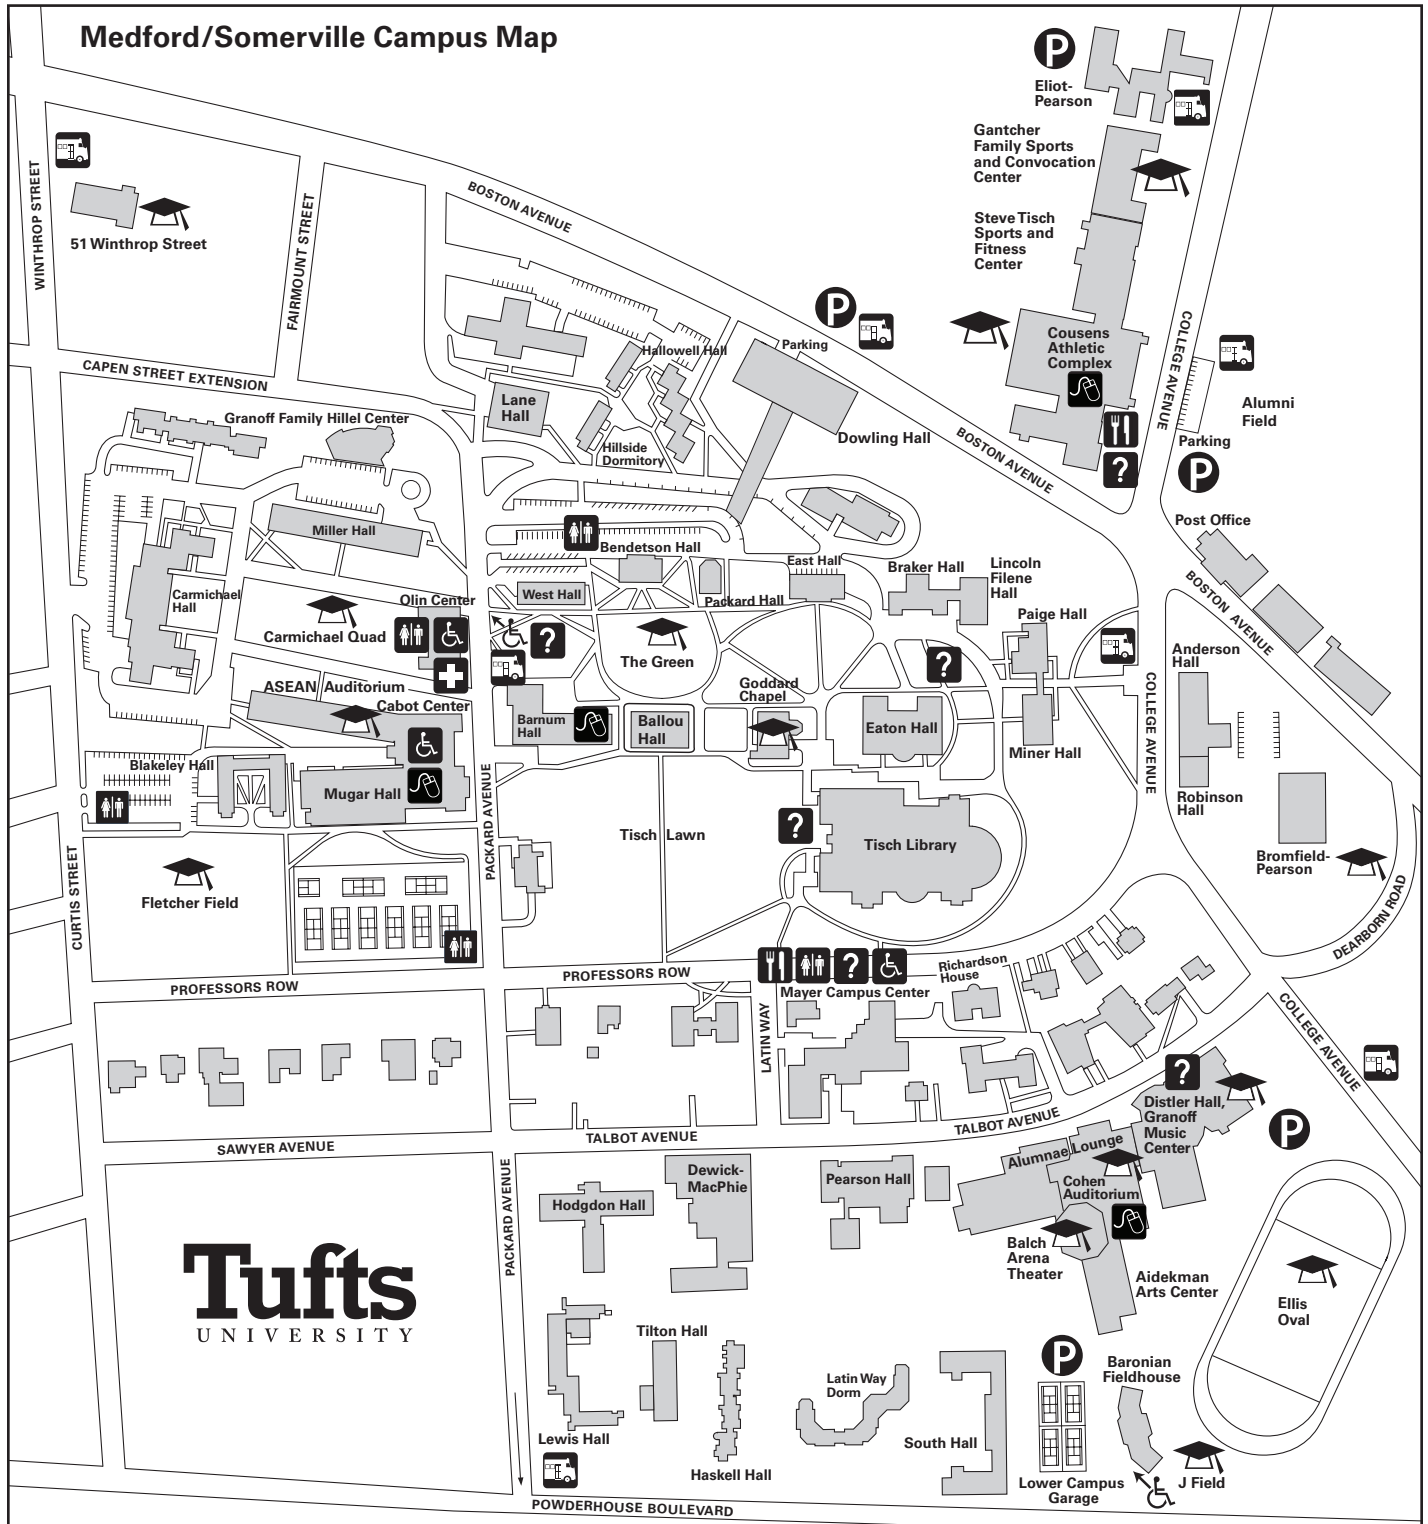 Medford/Somerville Campus Map
P
Eliot-
Pearson
Gantcher
Family Sports
and Convocation
Center
WINTHROP STREET
FAIRMOUNT STREET
BOSTON AVENUE
51 Winthrop Street
Steve Tisch
Sports and
Fitness
Center
P
Parking
Cousens
Athletic
Complex
COLLEGE AVENUE
Hallowell Hall
CAPEN STREET EXTENSION
Lane
Hall
Granoff Family Hillel Center
Hillside
Dormitory
Dowling Hall
BOSTON AVENUE
Alumni
Field
Parking
P
?
Miller Hall
Bendetson Hall
Post Office
East Hall
Braker Hall
Lincoln
Filene
Hall
BOSTON AVENUE
Carmichael
Hall
Olin Center
West Hall
Packard Hall
Paige Hall
Carmichael Quad
?
The Green
?
Anderson
Hall
ASEAN Auditorium
Cabot Center
Goddard
Chapel
COLLEGE AVENUE
Barnum
Hall
Ballou
Hall
Eaton Hall
Miner Hall
Blakeley Hall
Mugar Hall
PACKARD AVENUE
Robinson
Hall
Tisch Lawn
?
Tisch Library
Bromfield-
Pearson
CURTIS STREET
Fletcher Field
DEARBORN ROAD
PROFESSORS ROW
PROFESSORS ROW
?
Mayer Campus Center
Richardson
House
LATIN WAY
COLLEGE AVENUE
?
Distler Hall,
Granoff
Music
Center
P
SAWYER AVENUE
TALBOT AVENUE
TALBOT AVENUE
Alumnae Lounge
Dewick-
MacPhie
Pearson Hall
Cohen
Auditorium
Hodgdon Hall
PACKARD AVENUE
Balch
Arena
Theater
Aidekman
Arts Center
Ellis
Oval
Tufts
UNIVERSITY
Tilton Hall
P
Baronian
Fieldhouse
Latin Way
Dorm
Lewis Hall
South Hall
Haskell Hall
Lower Campus
Garage
J Field
POWDERHOUSE BOULEVARD